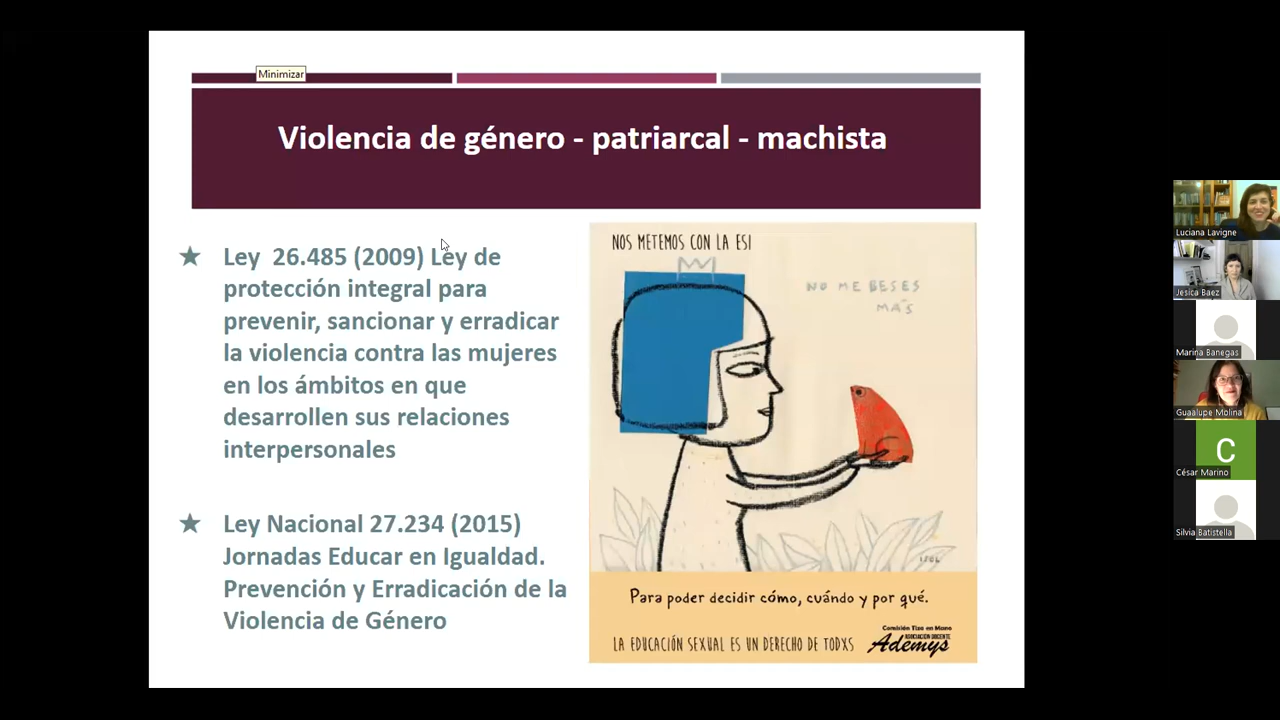 Minimizar
Violencia de género - patriarcal - machista
Ley 26.485 (2009) Ley de
protección integral para
prevenir, sancionar y erradicar
la violencia contra las mujeres
en los ámbitos en que
desarrollen sus relaciones
interpersonales
Ley Nacional 27.234 (2015)
Jornadas Educar en Igualdad.
Prevención y Erradicación de la
Violencia de Género
NOS METEMOS CON LA ESI
NO ME BESES
MÁS
ISOL
Para poder decidir cómo, cuándo y por qué.
Comisión Tiza en Mano
ASOCIACIÓN DOCENTE
Ademys
LA EDUCACIÓN SEXUAL ES UN DERECHO DE TODXS
Luciana Lavigne
Jesica Baez
Marina Banegas
Guadalupe Molina
C
César Marino
Silvia Batistella